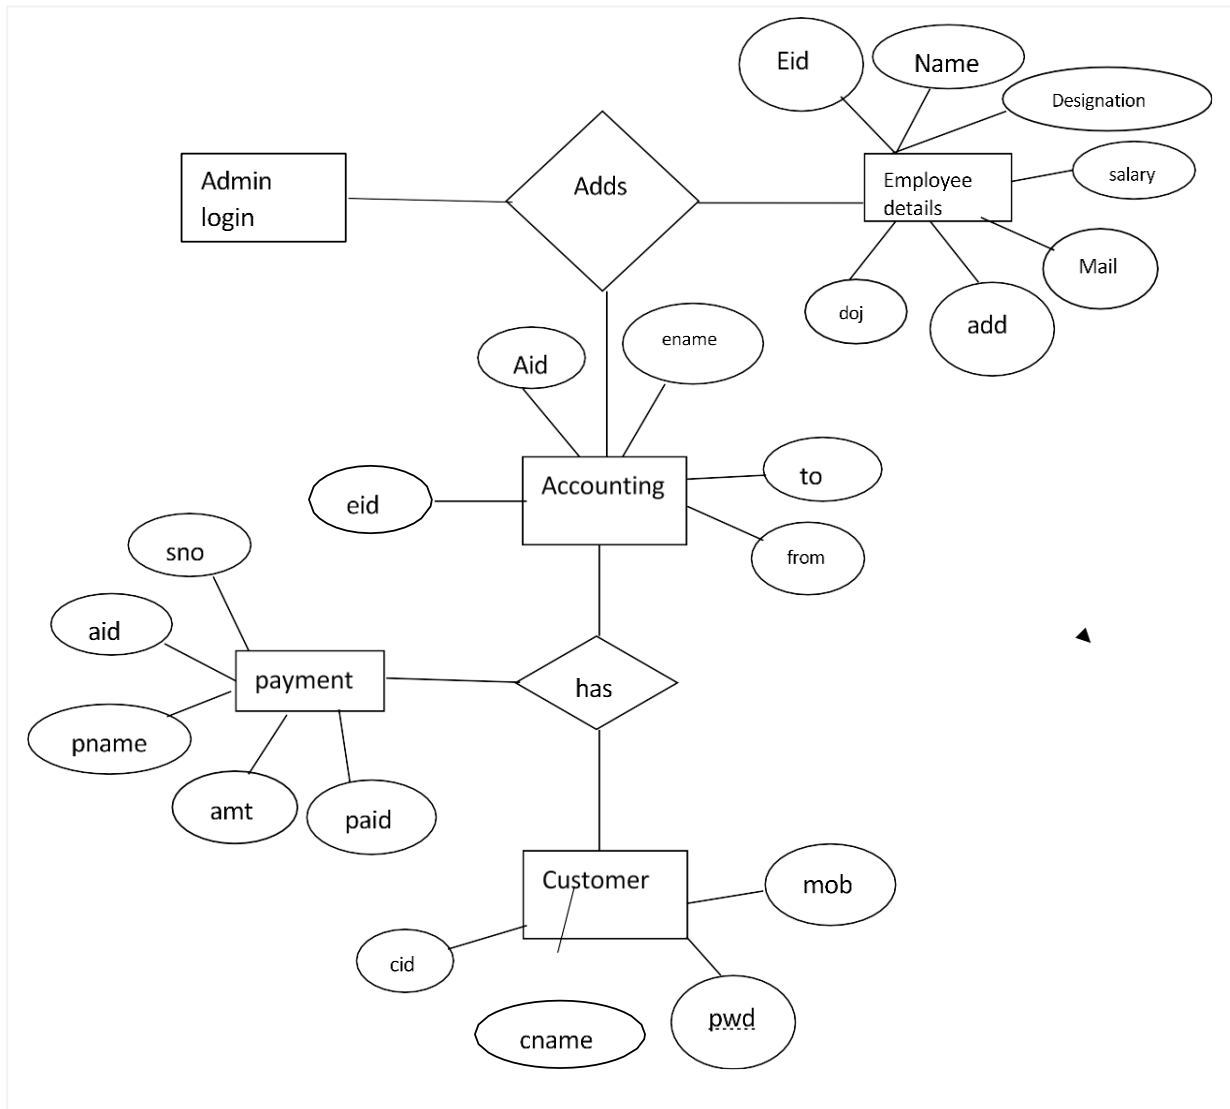 Eid
Name
Designation
Admin
login
Adds
Employee
details
salary
Mail
doj
add
Aid
ename
Accounting
to
eid
from
sno
aid
payment
has
pname
amt
paid
Customer
mob
cid
cname
pwd